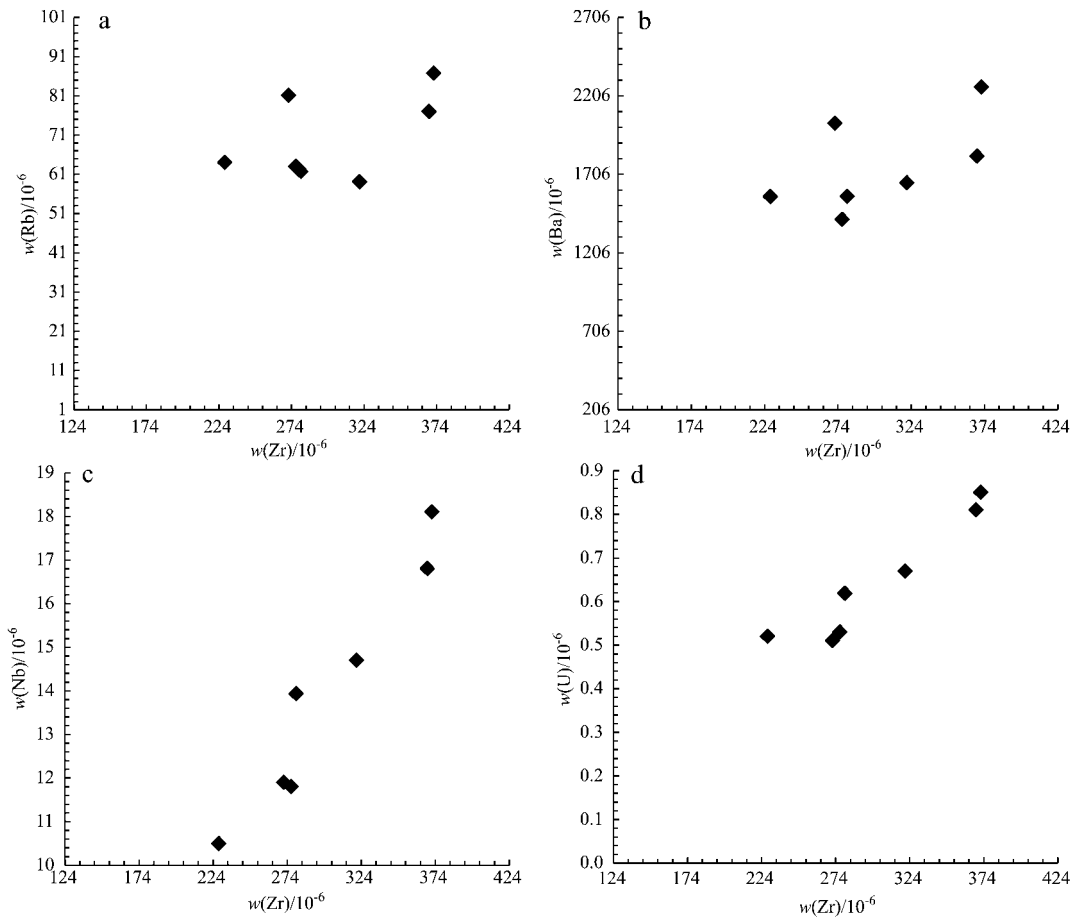 a
101
91
81
71
61
51
41
31
21
11
1
w(Rb)/10⁻⁶
124 174 224 274 324 374 424
w(Zr)/10⁻⁶
b
2706
2206
1706
1206
706
206
w(Ba)/10⁻⁶
124 174 224 274 324 374 424
w(Zr)/10⁻⁶
c
19
18
17
16
15
14
13
12
11
10
w(Nb)/10⁻⁶
124 174 224 274 324 374 424
w(Zr)/10⁻⁶
d
0.9
0.8
0.7
0.6
0.5
0.4
0.3
0.2
0.1
0.0
w(U)/10⁻⁶
124 174 224 274 324 374 424
w(Zr)/10⁻⁶